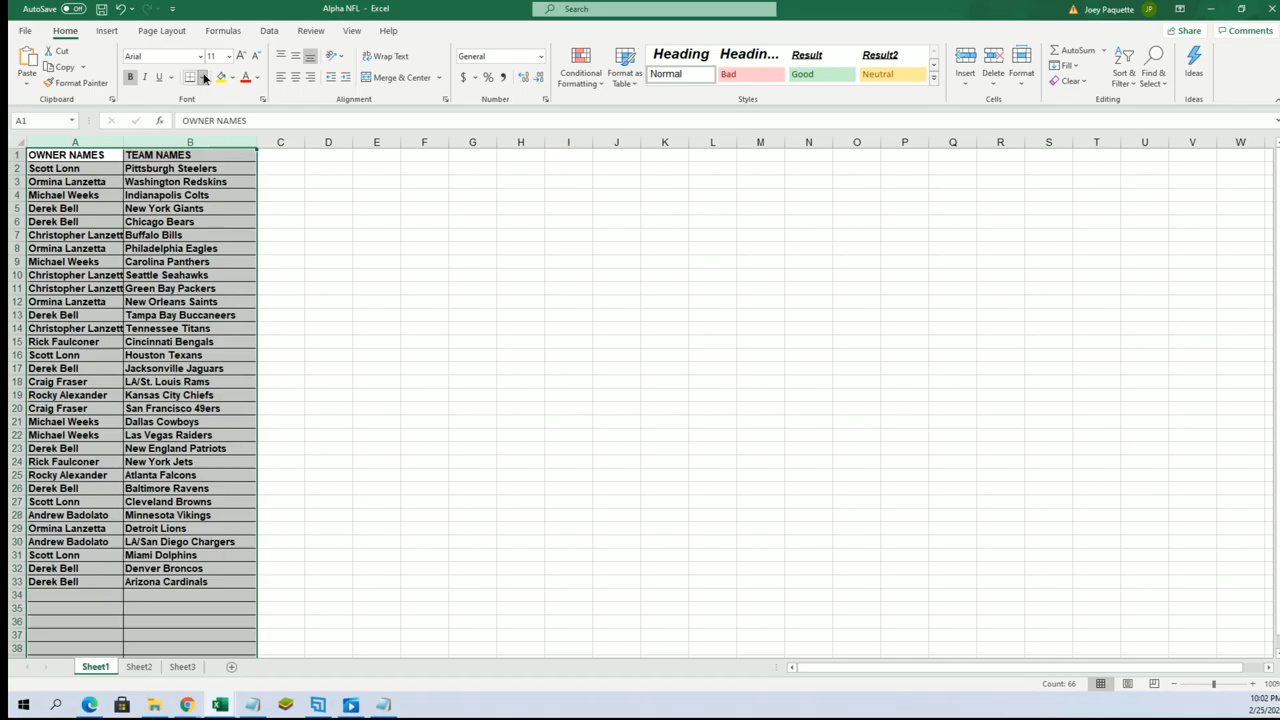 AutoSave Off Alpha NFL - Excel Search Joey Paquette JP
File Home Insert Page Layout Formulas Data Review View Help Share Comments
Paste Cut Copy Format Painter Clipboard
Arial 11 A A B I U A Font
Wrap Text Merge & Center Alignment
General $ % Number
Conditional Formatting Format as Table
Heading Headin... Result Result2
Normal Bad Good Neutral
Styles
Insert Delete Format Cells
AutoSum Fill Clear Sort & Filter Find & Select Editing
Ideas Ideas
A1 fx OWNER NAMES
A B C D E F G H I J K L M N O P Q R S T U V W
1 OWNER NAMES TEAM NAMES
2 Scott Lonn Pittsburgh Steelers
3 Ormina Lanzetta Washington Redskins
4 Michael Weeks Indianapolis Colts
5 Derek Bell New York Giants
6 Derek Bell Chicago Bears
7 Christopher Lanzett Buffalo Bills
8 Ormina Lanzetta Philadelphia Eagles
9 Michael Weeks Carolina Panthers
10 Christopher Lanzett Seattle Seahawks
11 Christopher Lanzett Green Bay Packers
12 Ormina Lanzetta New Orleans Saints
13 Derek Bell Tampa Bay Buccaneers
14 Christopher Lanzett Tennessee Titans
15 Rick Faulconer Cincinnati Bengals
16 Scott Lonn Houston Texans
17 Derek Bell Jacksonville Jaguars
18 Craig Fraser LA/St. Louis Rams
19 Rocky Alexander Kansas City Chiefs
20 Craig Fraser San Francisco 49ers
21 Michael Weeks Dallas Cowboys
22 Michael Weeks Las Vegas Raiders
23 Derek Bell New England Patriots
24 Rick Faulconer New York Jets
25 Rocky Alexander Atlanta Falcons
26 Derek Bell Baltimore Ravens
27 Scott Lonn Cleveland Browns
28 Andrew Badolato Minnesota Vikings
29 Ormina Lanzetta Detroit Lions
30 Andrew Badolato LA/San Diego Chargers
31 Scott Lonn Miami Dolphins
32 Derek Bell Denver Broncos
33 Derek Bell Arizona Cardinals
34
35
36
37
38
Sheet1 Sheet2 Sheet3
Count: 66 100%
10:02 PM
2/25/202